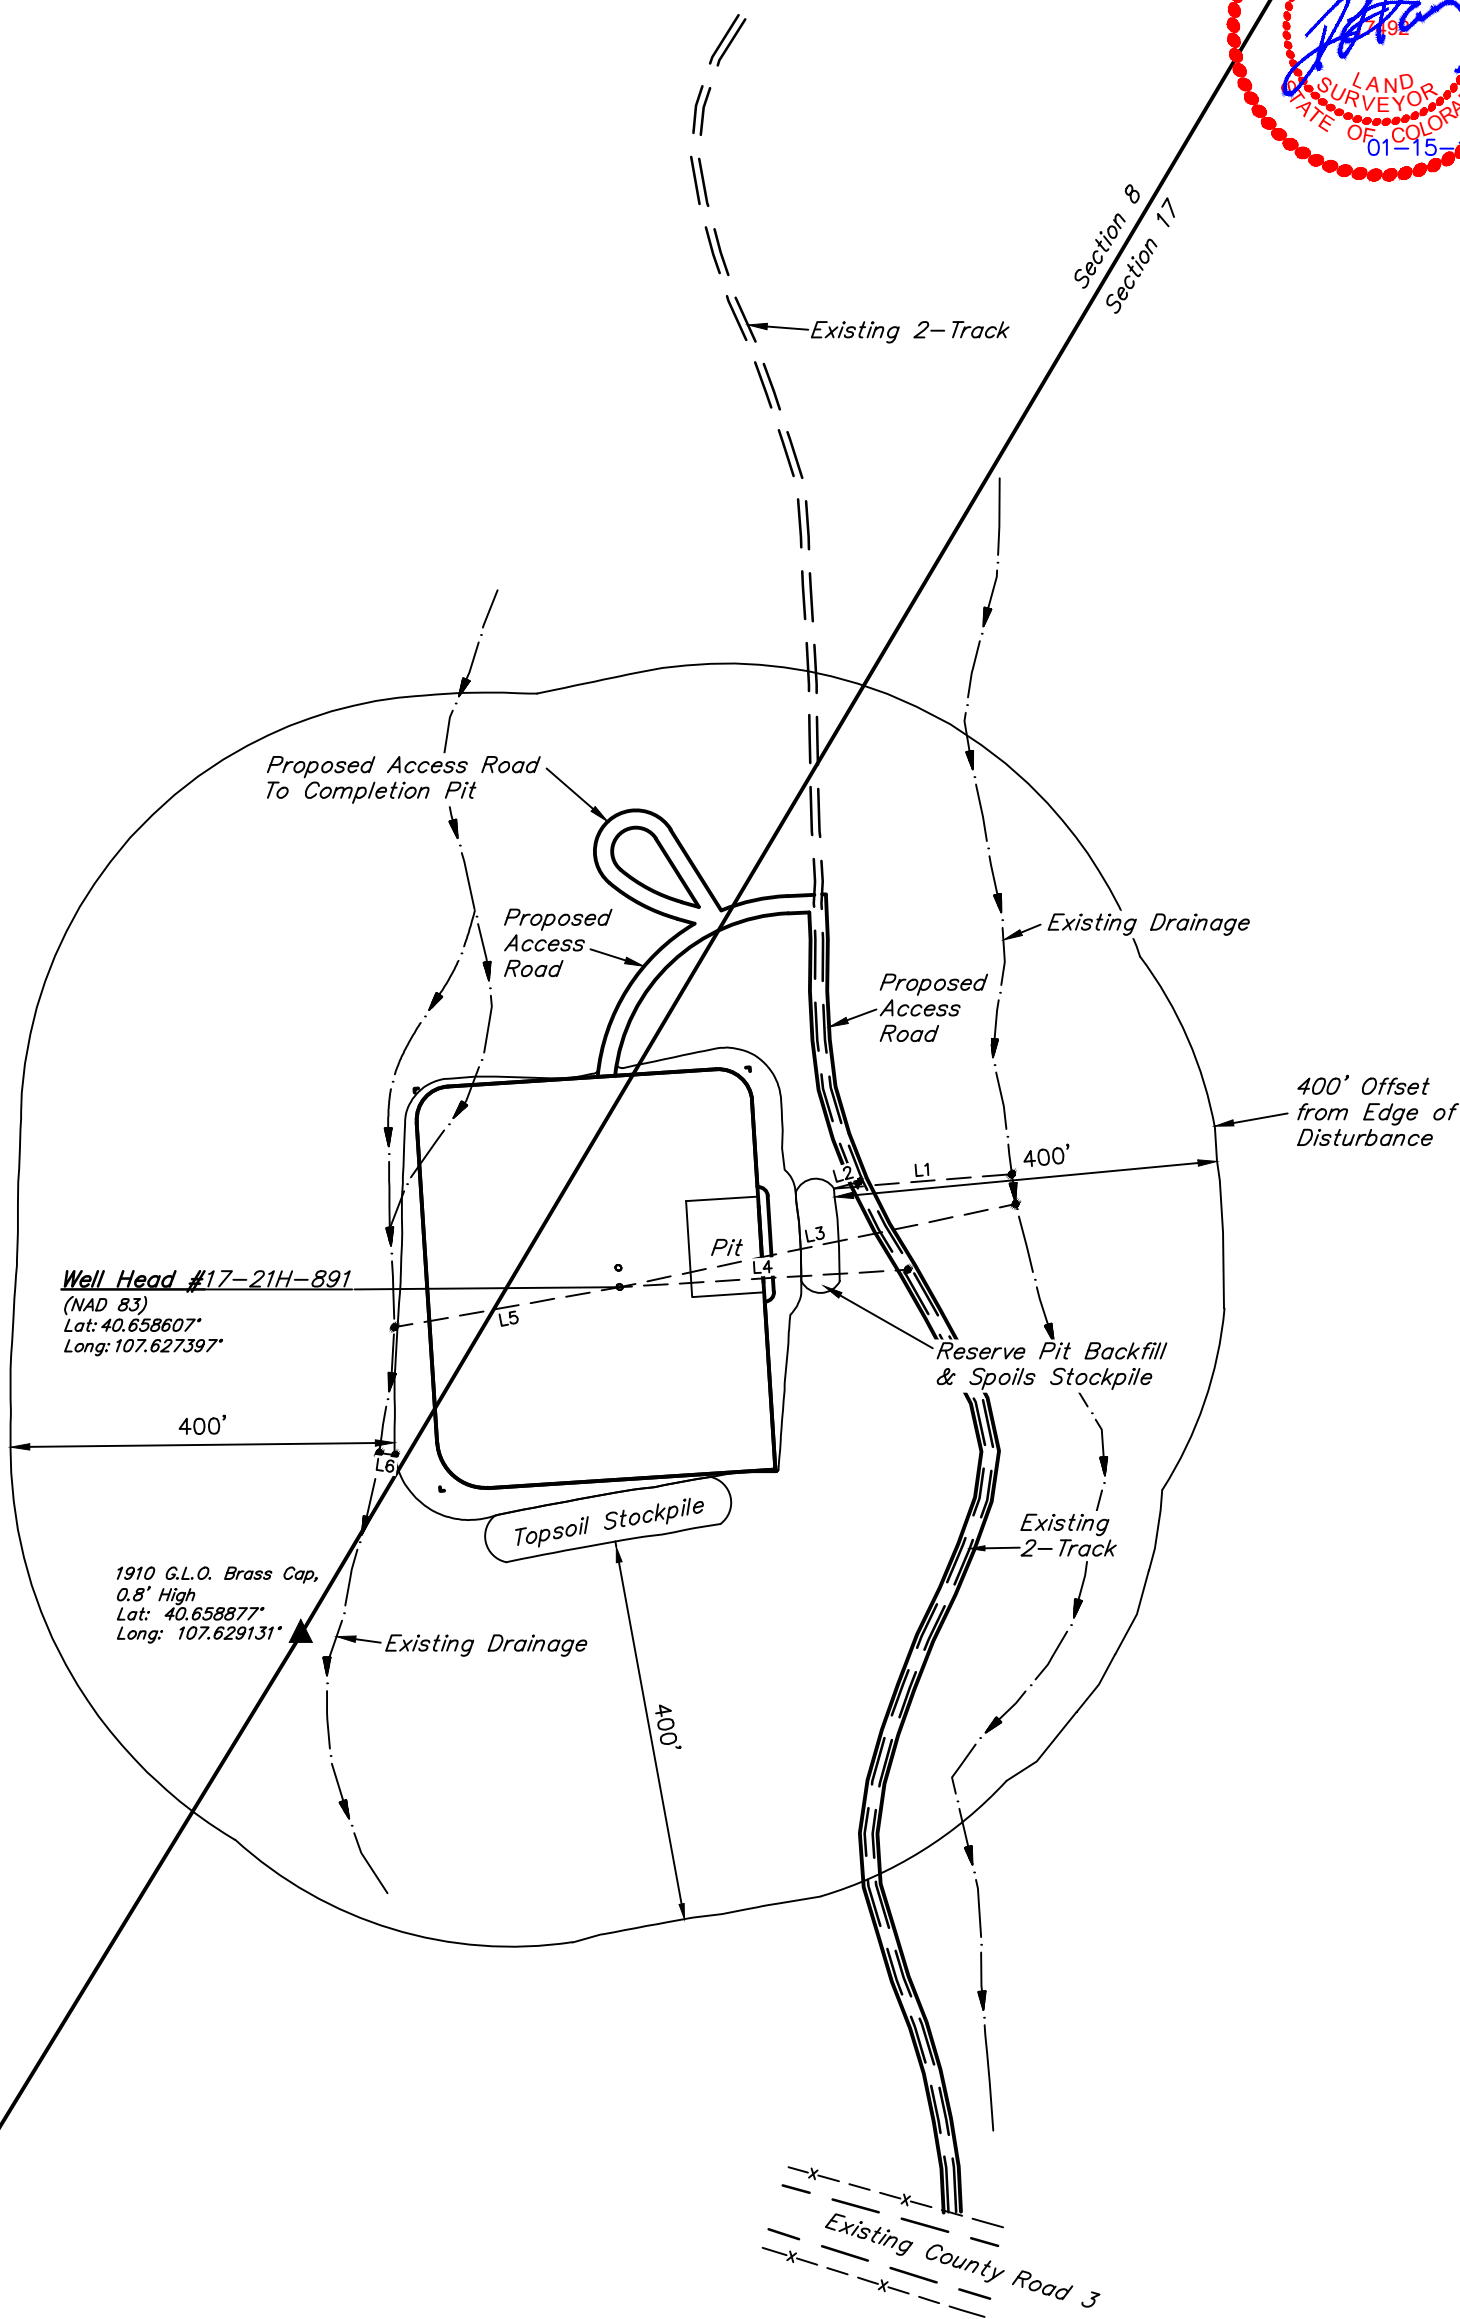 7492
LAND
SURVEYOR
STATE OF
01-15-
Section 8
Section 17
Existing 2-Track
Proposed Access Road
To Completion Pit
Proposed
Access
Road
Existing Drainage
Proposed
Access
Road
400' Offset
from Edge of
Disturbance
400'
L1
L2
L3
Pit
L4
L5
Well Head #17-21H-891
(NAD 83)
Lat: 40.658607°
Long: 107.627397°
Reserve Pit Backfill
& Spoils Stockpile
400'
L6
Topsoil Stockpile
Existing
2-Track
1910 G.L.O. Brass Cap,
0.8' High
Lat: 40.658877°
Long: 107.629131°
Existing Drainage
400'
x
x
Existing County Road 3
x
x